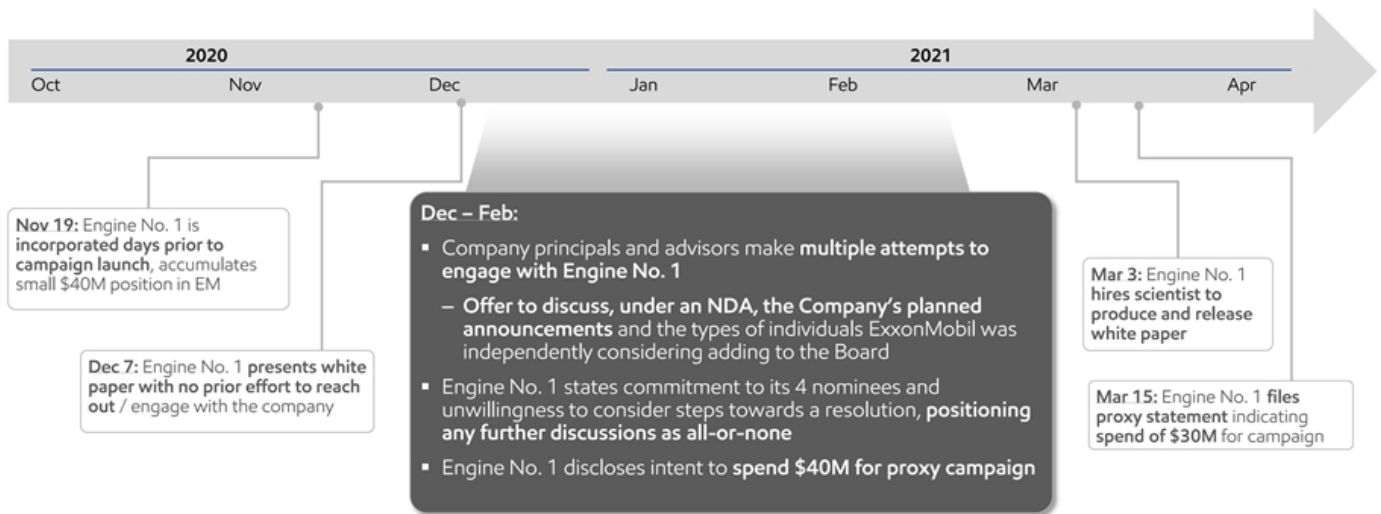 2020
2021
Oct
Nov
Dec
Jan
Feb
Mar
Apr
Nov 19: Engine No. 1 is
incorporated days prior to
campaign launch, accumulates
small $40M position in EM
Dec 7: Engine No. 1 presents white
paper with no prior effort to reach
out / engage with the company
Dec – Feb:
▪ Company principals and advisors make multiple attempts to
engage with Engine No. 1
– Offer to discuss, under an NDA, the Company's planned
announcements and the types of individuals ExxonMobil was
independently considering adding to the Board
▪ Engine No. 1 states commitment to its 4 nominees and
unwillingness to consider steps towards a resolution, positioning
any further discussions as all-or-none
▪ Engine No. 1 discloses intent to spend $40M for proxy campaign
Mar 3: Engine No. 1
hires scientist to
produce and release
white paper
Mar 15: Engine No. 1 files
proxy statement indicating
spend of $30M for campaign